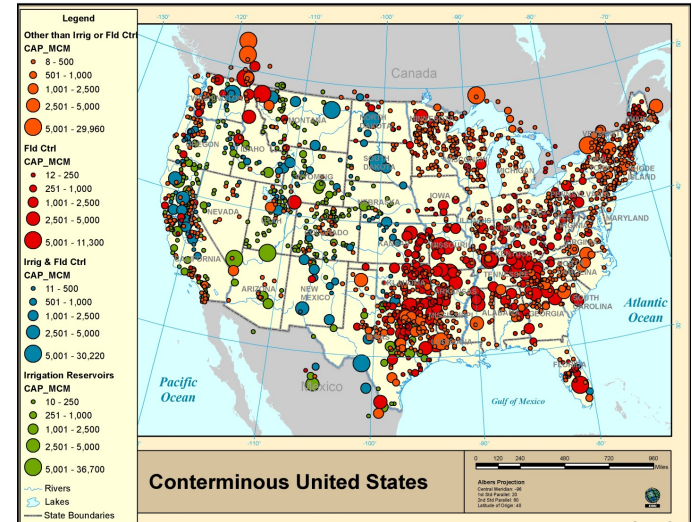 Legend
Other than Irrig or Fld Ctrl
CAP_MCM
8 - 500
501 - 1,000
1,001 - 2,500
2,501 - 5,000
5,001 - 29,960
Fld Ctrl
CAP_MCM
12 - 250
251 - 1,000
1,001 - 2,500
2,501 - 5,000
5,001 - 11,300
Irrig & Fld Ctrl
CAP_MCM
11 - 500
501 - 1,000
1,001 - 2,500
2,501 - 5,000
5,001 - 30,220
Irrigation Reservoirs
CAP_MCM
10 - 250
251 - 1,000
1,001 - 2,500
2,501 - 5,000
5,001 - 36,700
Rivers
Lakes
State Boundaries
-130°
-120°
-110°
-100°
-90°
-80°
-70°
Canada
MONTANA
IDAHO
NEVADA
IOWA
MICHIGAN
MARYLAND
ARIZONA
NEW
MEXICO
GEORGIA
SOUTH
CAROLINA
Atlantic
Ocean
Pacific
Ocean
Mexico
Gulf of Mexico
-110°
-100°
-90°
-80°
Conterminous United States
0 120 240 480 720 960
Miles
Albers Projection
Central Meridian: -96
1st Std Parallel: 20
2nd Std Parallel: 60
Latitude of Origin: 40